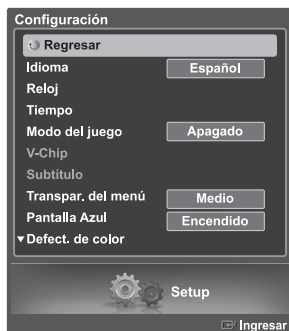 Configuración
Regresar
Idioma Español
Reloj
Tiempo
Modo del juego Apagado
V-Chip
Subtítulo
Transpar. del menú Medio
Pantalla Azul Encendido
▼Defect. de color
Setup
Ingresar